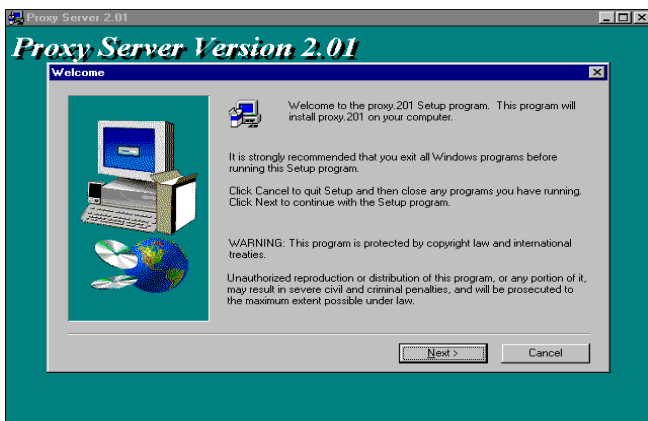 Proxy Server 2.01
Proxy Server Version 2.01
Welcome
Welcome to the proxy.201 Setup program. This program will
install proxy.201 on your computer.
It is strongly recommended that you exit all Windows programs before
running this Setup program.
Click Cancel to quit Setup and then close any programs you have running.
Click Next to continue with the Setup program.
WARNING: This program is protected by copyright law and international
treaties.
Unauthorized reproduction or distribution of this program, or any portion of it,
may result in severe civil and criminal penalties, and will be prosecuted to
the maximum extent possible under law.
Next >
Cancel